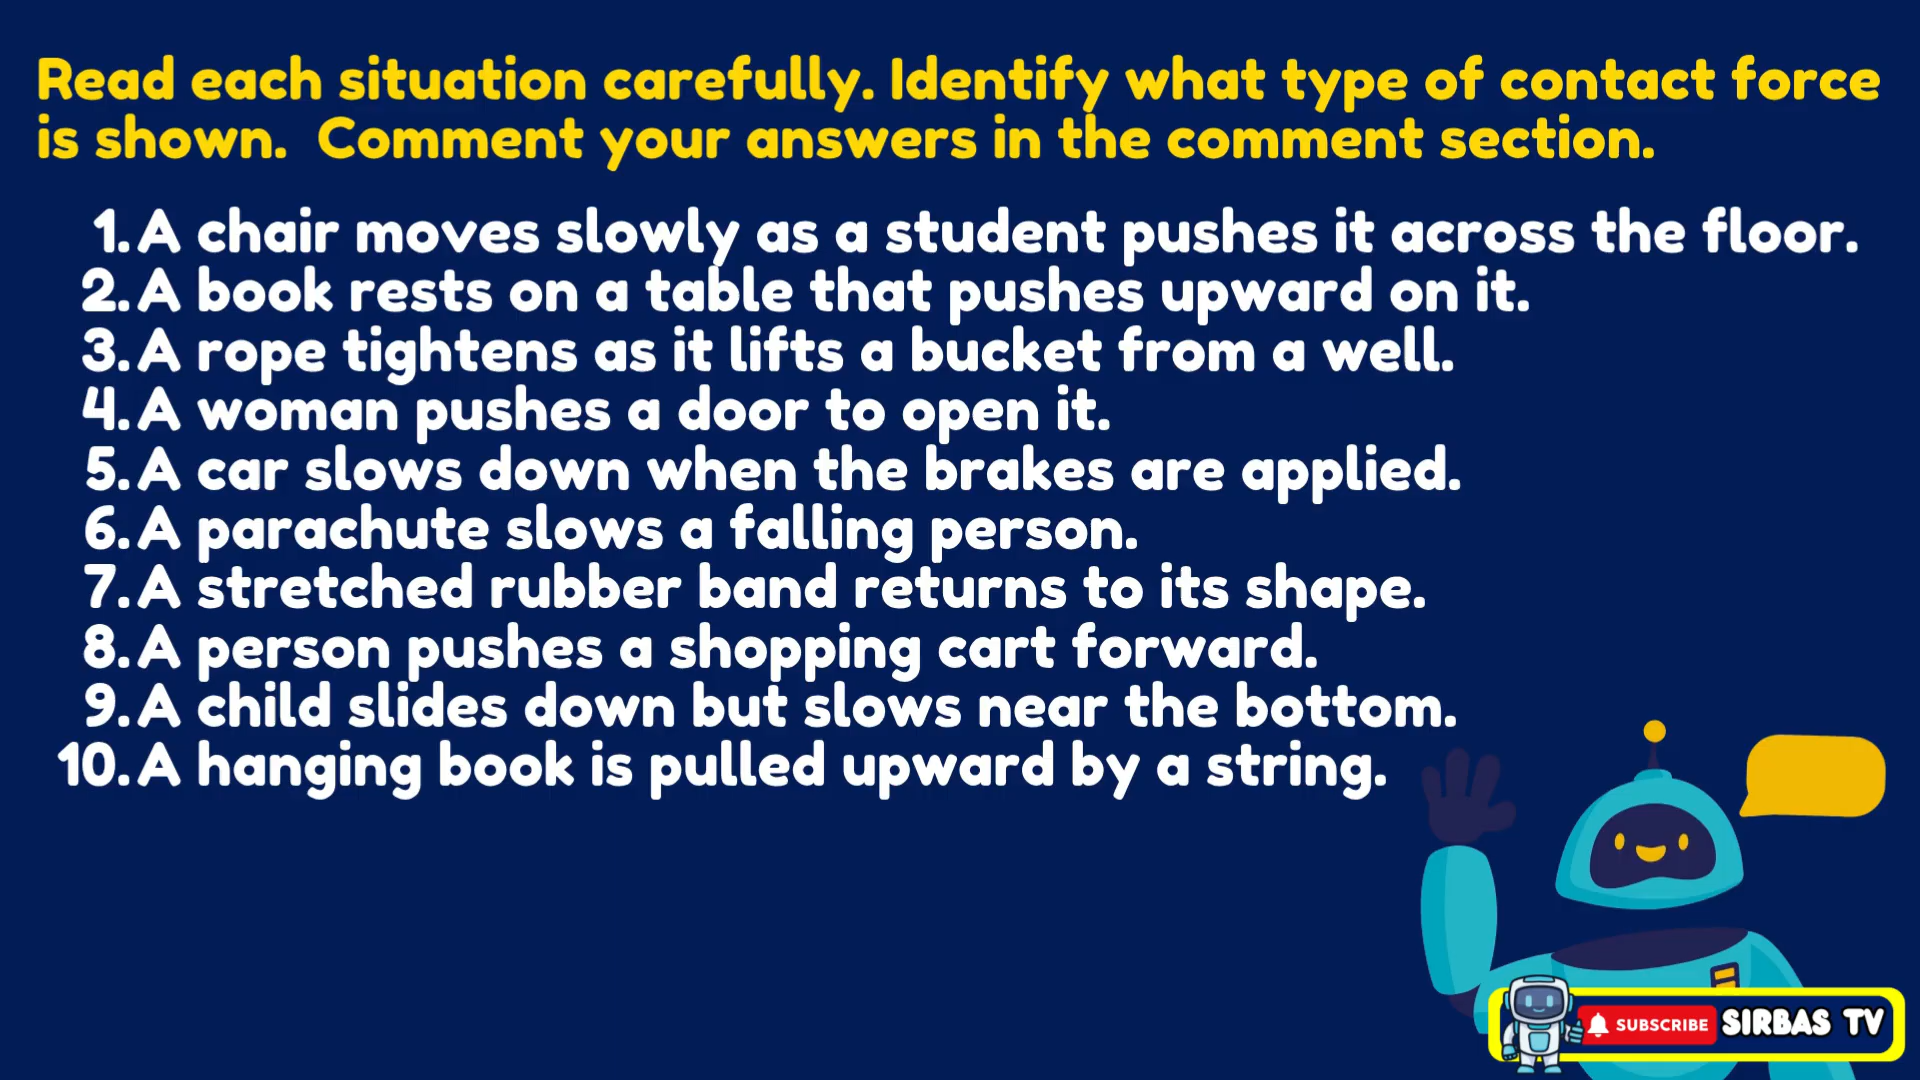 Read each situation carefully. Identify what type of contact force
is shown. Comment your answers in the comment section.
1. A chair moves slowly as a student pushes it across the floor.
2. A book rests on a table that pushes upward on it.
3. A rope tightens as it lifts a bucket from a well.
4. A woman pushes a door to open it.
5. A car slows down when the brakes are applied.
6. A parachute slows a falling person.
7. A stretched rubber band returns to its shape.
8. A person pushes a shopping cart forward.
9. A child slides down but slows near the bottom.
10. A hanging book is pulled upward by a string.
SUBSCRIBE SIRBAS TV